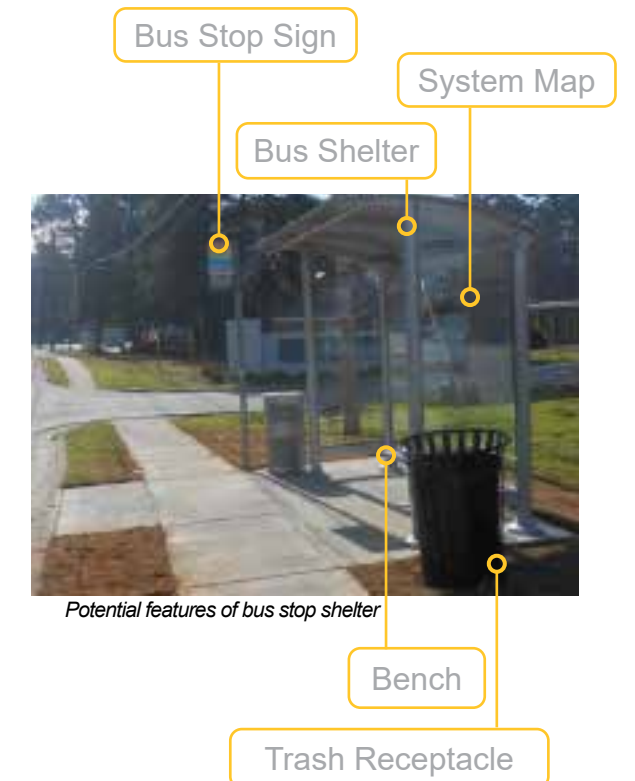 Bus Stop Sign
System Map
Bus Shelter
Potential features of bus stop shelter
Bench
Trash Receptacle